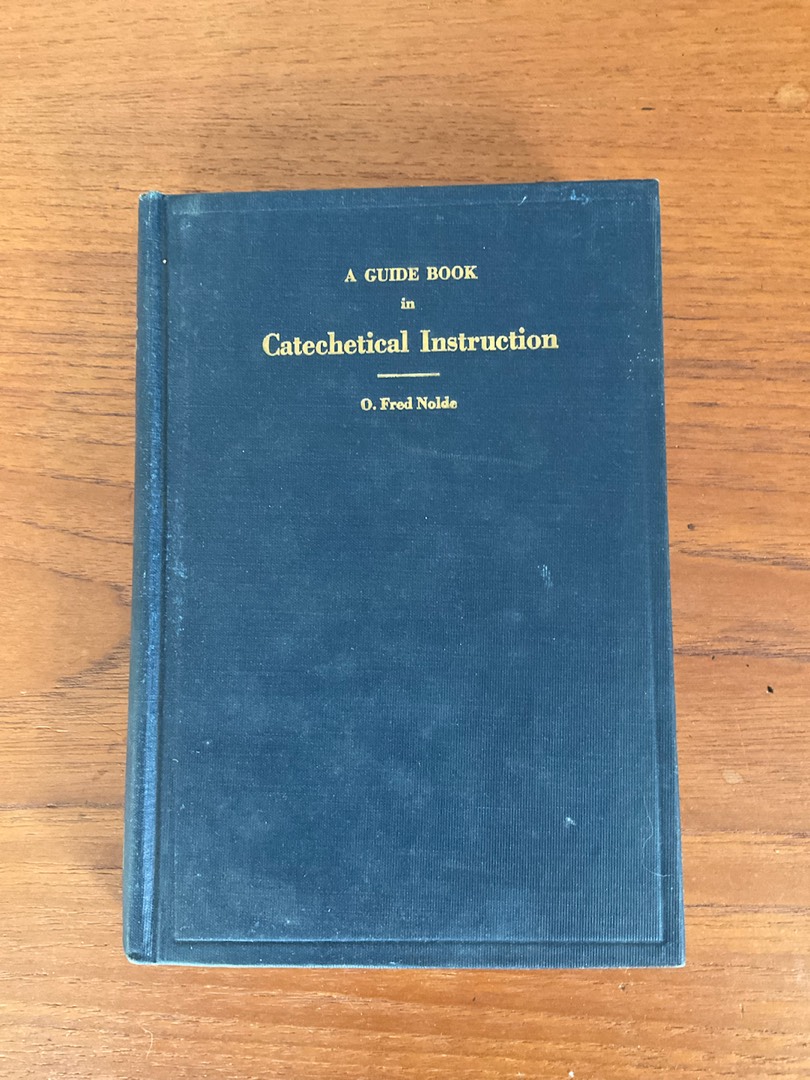 A GUIDE BOOK
in
Catechetical Instruction
O. Fred Nolde